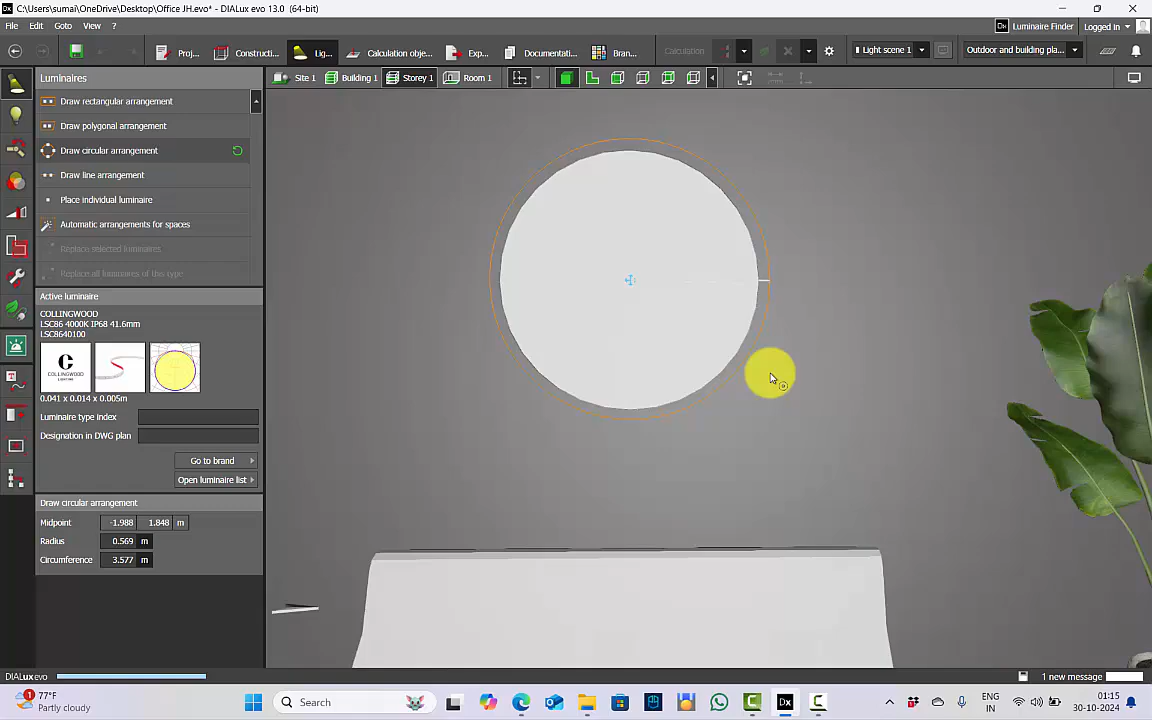 C:\Users\sumai\OneDrive\Desktop\Office JH.evo* - DIALux evo 13.0 (64-bit)
File Edit Goto View ?
Luminaire Finder Logged in
Proj... Constructi... Lig... Calculation obje... Exp... Documentati... Bran... Calculation Light scene 1 Outdoor and building pla...
Luminaires Site 1 Building 1 Storey 1 Room 1
Draw rectangular arrangement
Draw polygonal arrangement
Draw circular arrangement
Draw line arrangement
Place individual luminaire
Automatic arrangements for spaces
Replace selected luminaires
Replace all luminaires of this type
Active luminaire
COLLINGWOOD
LSC86 4000K IP68 41.6mm
LSC8640100
C
COLLINGWOOD
0.041 x 0.014 x 0.005m
Luminaire type index
Designation in DWG plan
Go to brand
Open luminaire list
Draw circular arrangement
Midpoint -1.988 1.848 m
Radius 0.569 m
Circumference 3.577 m
DIALux evo 1 new message
1
77°F
Partly cloudy
Search
Dx
ENG
IN
01:15
30-10-2024